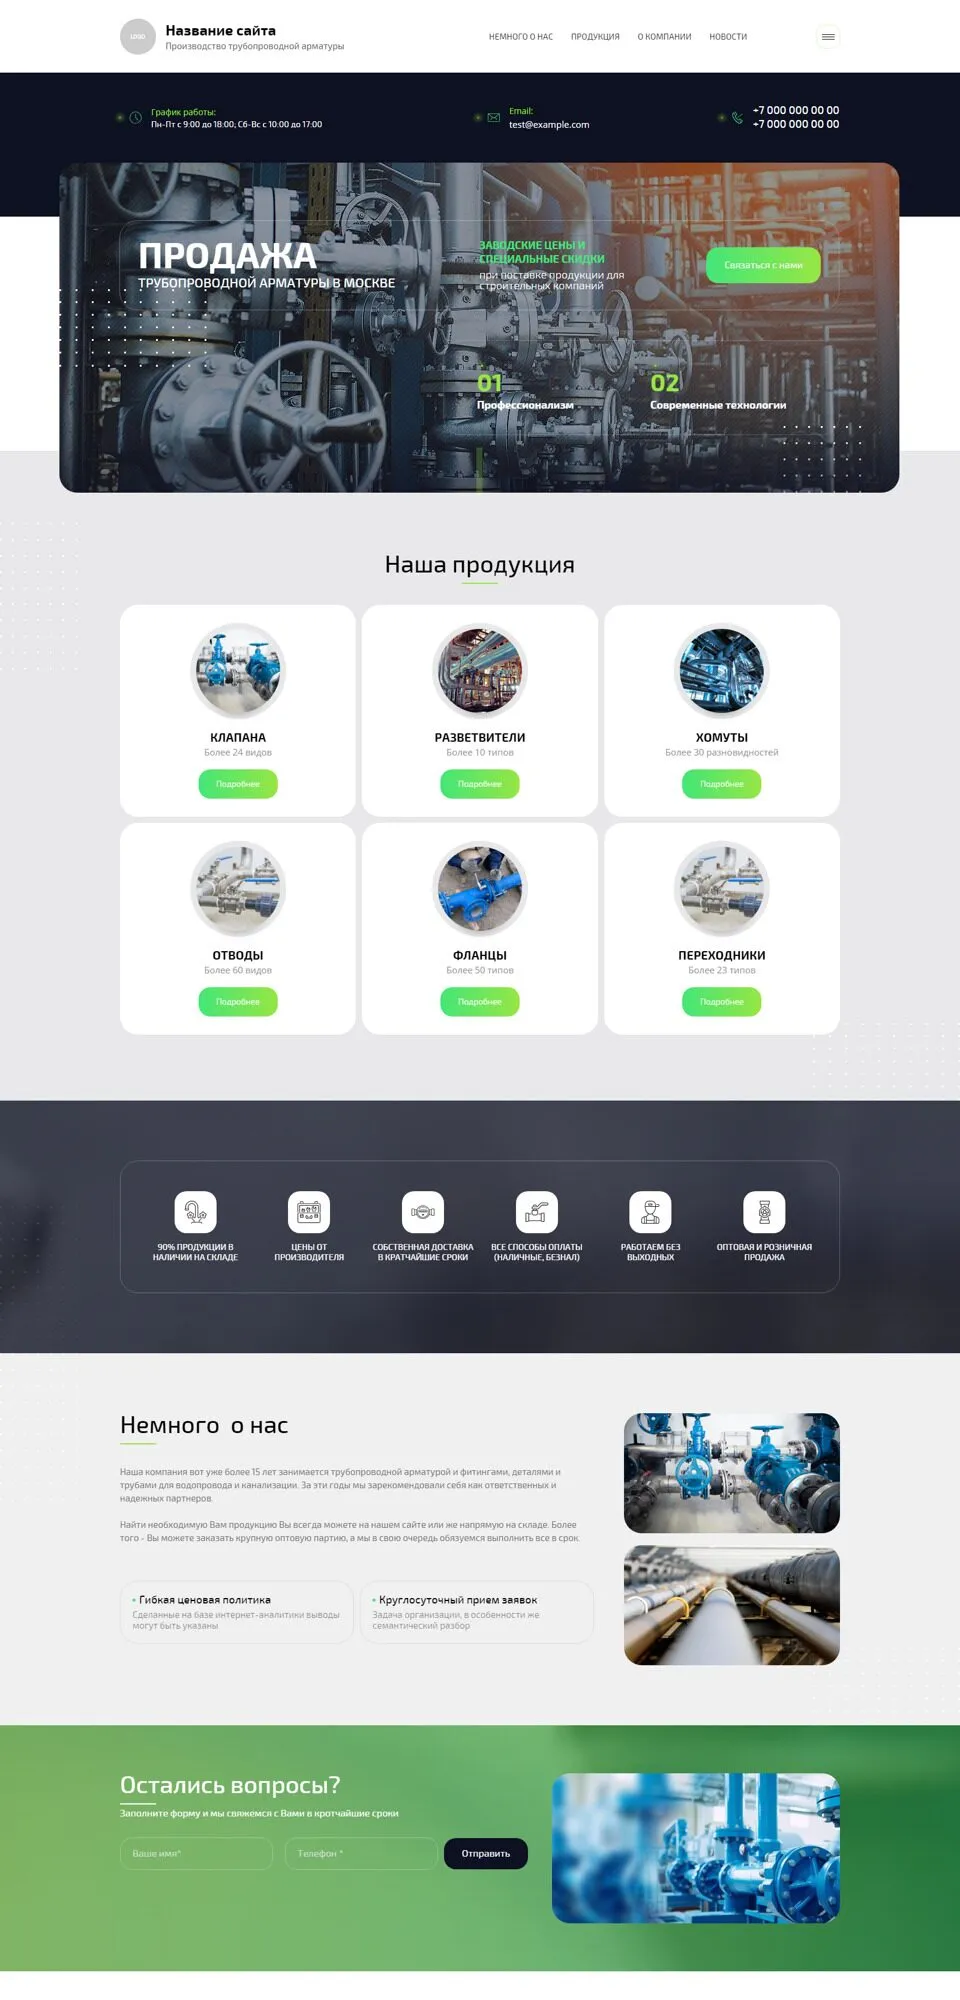 LOGO
Название сайта
Производство трубопроводной арматуры
НЕМНОГО О НАС
ПРОДУКЦИЯ
О КОМПАНИИ
НОВОСТИ
График работы:
Пн-Пт с 9:00 до 18:00; Сб-Вс с 10:00 до 17:00
Email:
test@example.com
+7 000 000 00 00
+7 000 000 00 00
ПРОДАЖА
ТРУБОПРОВОДНОЙ АРМАТУРЫ В МОСКВЕ
ЗАВОДСКИЕ ЦЕНЫ И
СПЕЦИАЛЬНЫЕ СКИДКИ
при поставке продукции для
строительных компаний
Связаться с нами
01
Профессионализм
02
Современные технологии
Наша продукция
КЛАПАНА
Более 24 видов
Подробнее
РАЗВЕТВИТЕЛИ
Более 10 типов
Подробнее
ХОМУТЫ
Более 30 разновидностей
Подробнее
ОТВОДЫ
Более 60 видов
Подробнее
ФЛАНЦЫ
Более 50 типов
Подробнее
ПЕРЕХОДНИКИ
Более 23 типов
Подробнее
90% ПРОДУКЦИИ В
НАЛИЧИИ НА СКЛАДЕ
ЦЕНЫ ОТ
ПРОИЗВОДИТЕЛЯ
СОБСТВЕННАЯ ДОСТАВКА
В КРАТЧАЙШИЕ СРОКИ
ВСЕ СПОСОБЫ ОПЛАТЫ
(НАЛИЧНЫЕ, БЕЗНАЛ)
РАБОТАЕМ БЕЗ
ВЫХОДНЫХ
ОПТОВАЯ И РОЗНИЧНАЯ
ПРОДАЖА
Немного о нас
Наша компания вот уже более 15 лет занимается трубопроводной арматурой и фитингами, деталями и
трубами для водопровода и канализации. За эти годы мы зарекомендовали себя как ответственных и
надежных партнеров.
Найти необходимую Вам продукцию Вы всегда можете на нашем сайте или же напрямую на складе. Более
того - Вы можете заказать крупную оптовую партию, а мы в свою очередь обязуемся выполнить все в срок.
Гибкая ценовая политика
Сделанные на базе интернет-аналитики выводы
могут быть указаны
Круглосуточный прием заявок
Задача организации, в особенности же
семантический разбор
Остались вопросы?
Заполните форму и мы свяжемся с Вами в кротчайшие сроки
Ваше имя*
Телефон *
Отправить